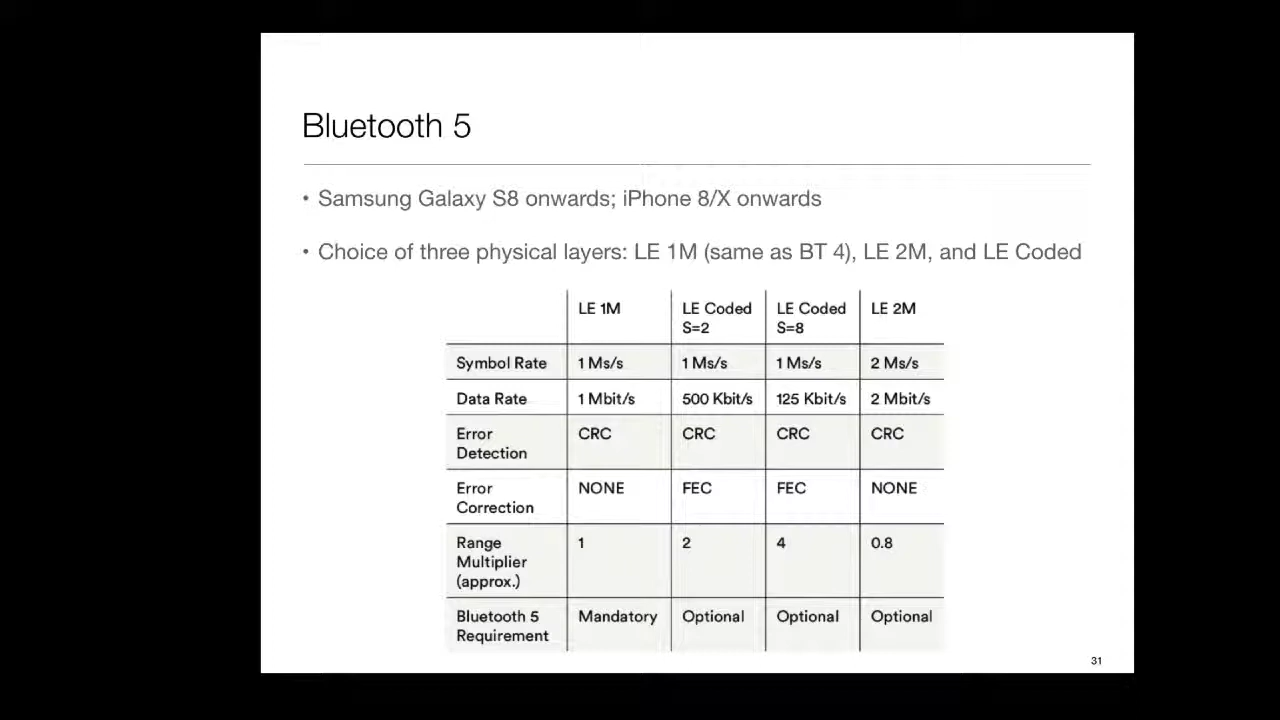 Bluetooth 5
• Samsung Galaxy S8 onwards; iPhone 8/X onwards
• Choice of three physical layers: LE 1M (same as BT 4), LE 2M, and LE Coded
LE 1M LE Coded S=2 LE Coded S=8 LE 2M
Symbol Rate 1 Ms/s 1 Ms/s 1 Ms/s 2 Ms/s
Data Rate 1 Mbit/s 500 Kbit/s 125 Kbit/s 2 Mbit/s
Error Detection CRC CRC CRC CRC
Error Correction NONE FEC FEC NONE
Range Multiplier (approx.) 1 2 4 0.8
Bluetooth 5 Requirement Mandatory Optional Optional Optional
31